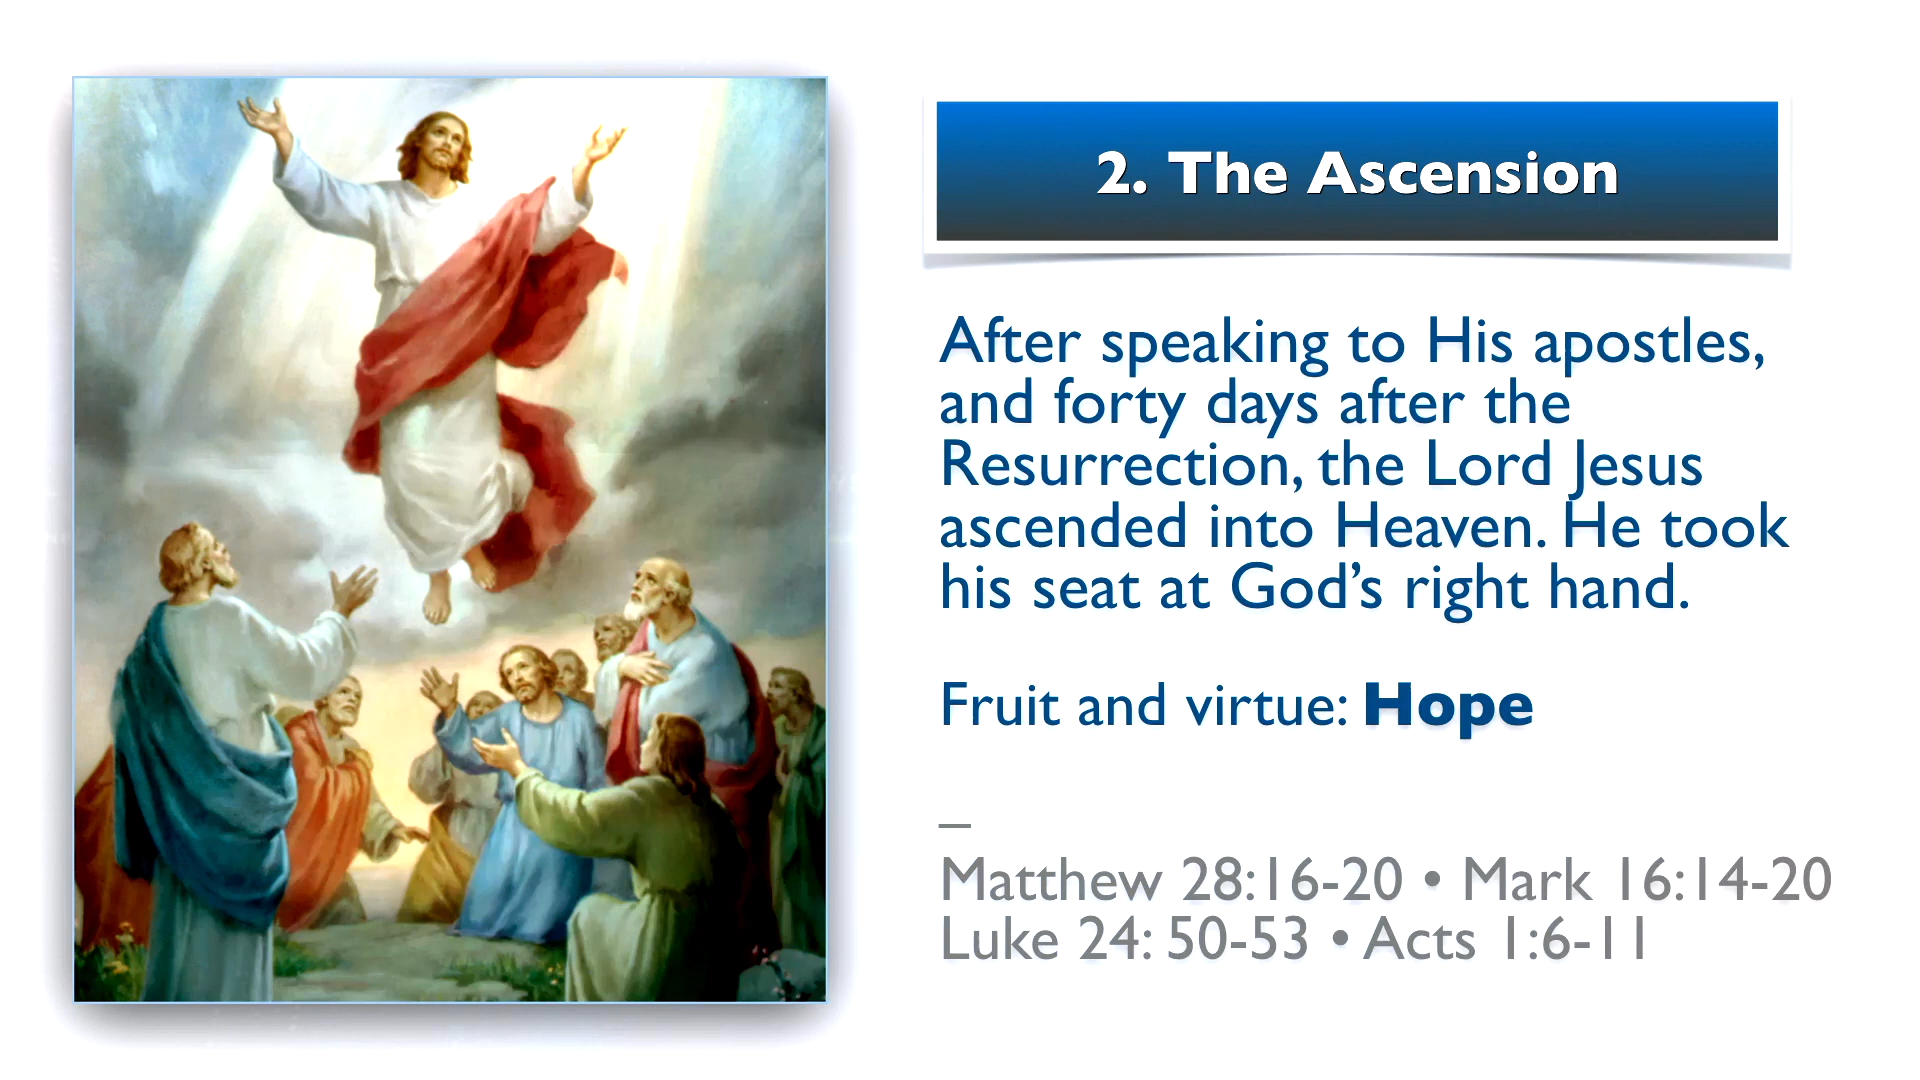 2. The Ascension
After speaking to His apostles,
and forty days after the
Resurrection, the Lord Jesus
ascended into Heaven. He took
his seat at God’s right hand.
Fruit and virtue: Hope
_
Matthew 28:16-20 • Mark 16:14-20
Luke 24: 50-53 • Acts 1:6-11